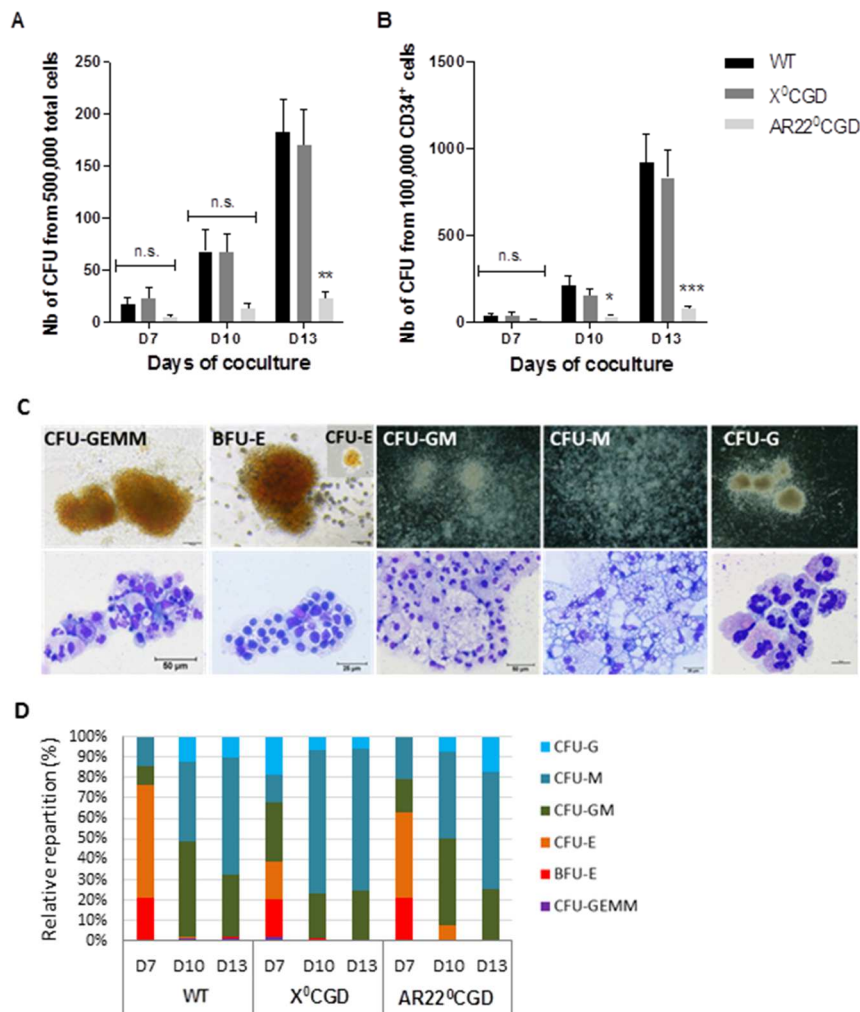 A
Nb of CFU from 500,000 total cells
250
200
150
100
50
0
n.s.
n.s.
**
D7
D10
D13
Days of coculture
B
Nb of CFU from 100,000 CD34⁺ cells
1500
1000
500
0
n.s.
*
***
D7
D10
D13
Days of coculture
WT
X⁰CGD
AR22⁰CGD
C
CFU-GEMM
BFU-E
CFU-E
CFU-GM
CFU-M
CFU-G
50 µm
D
Relative repartition (%)
100%
90%
80%
70%
60%
50%
40%
30%
20%
10%
0%
D7 D10 D13 D7 D10 D13 D7 D10 D13
WT X⁰CGD AR22⁰CGD
CFU-G
CFU-M
CFU-GM
CFU-E
BFU-E
CFU-GEMM